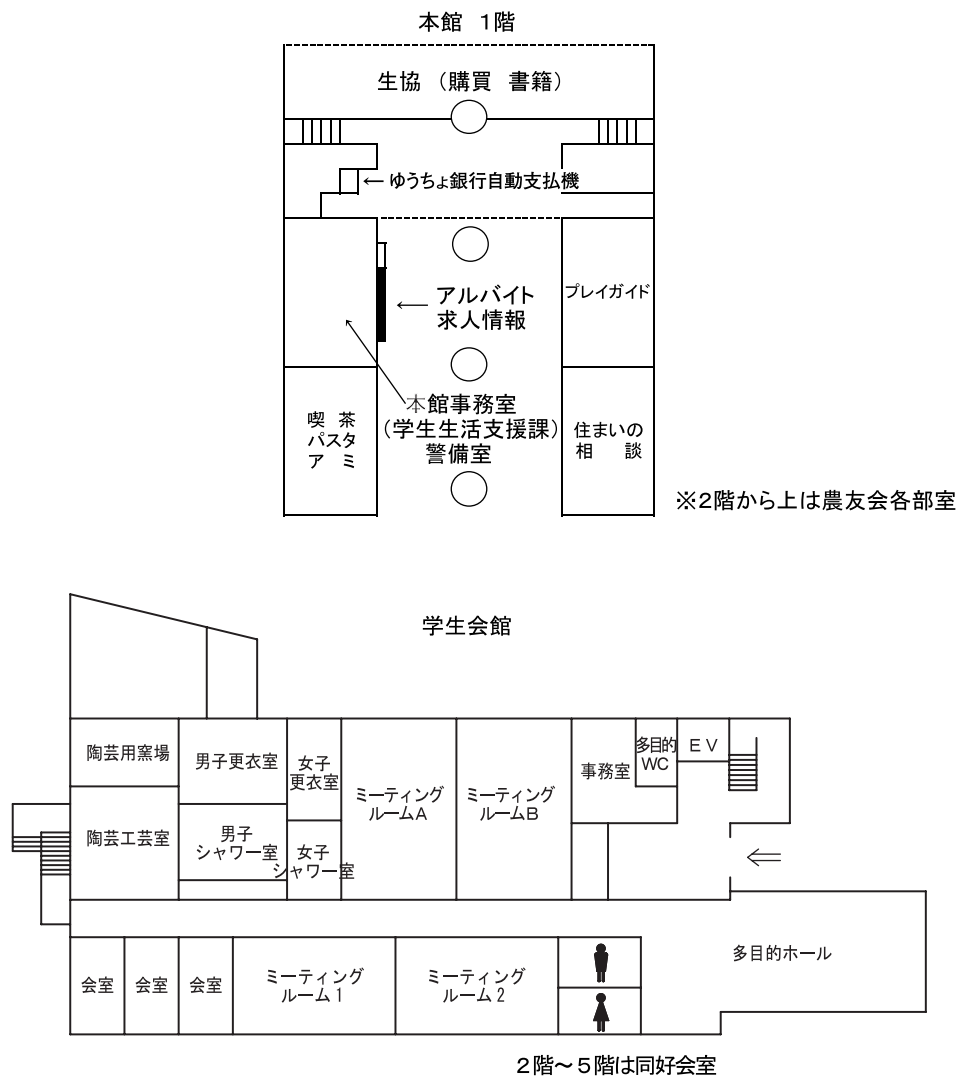 本館　1階
生協　（購買　書籍）
←ゆうちょ銀行自動支払機
←　アルバイト
求人情報
プレイガイド
本館事務室
（学生生活支援課）
警備室
喫　茶
パスタ
ア　ミ
住まいの
相　　談
※2階から上は農友会各部室
学生会館
陶芸用窯場
男子更衣室
女子
更衣室
ミーティング
ルームA
ミーティング
ルームB
事務室
多目的
WC
EV
陶芸工芸室
男子
シャワー室
女子
シャワー室
会室
会室
会室
ミーティング
ルーム1
ミーティング
ルーム2
多目的ホール
2階～5階は同好会室